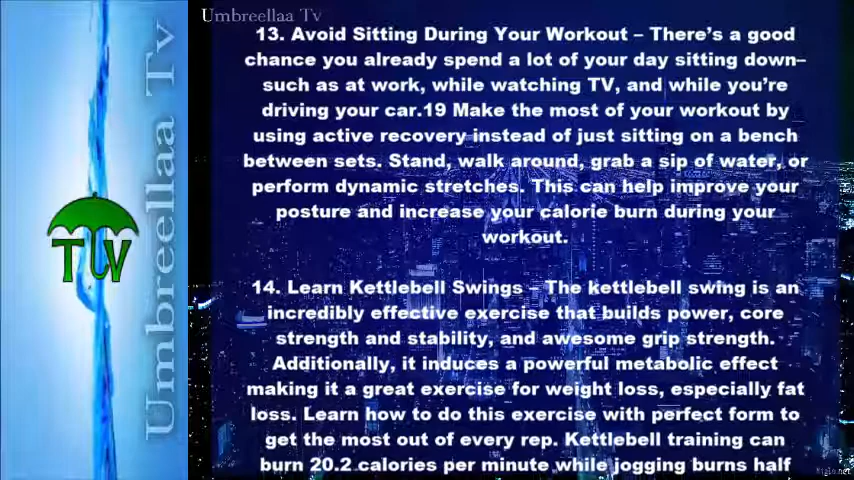 Umbreellaa Tv
13. Avoid Sitting During Your Workout – There's a good
chance you already spend a lot of your day sitting down–
such as at work, while watching TV, and while you're
driving your car.19 Make the most of your workout by
using active recovery instead of just sitting on a bench
between sets. Stand, walk around, grab a sip of water, or
perform dynamic stretches. This can help improve your
posture and increase your calorie burn during your
workout.
14. Learn Kettlebell Swings – The kettlebell swing is an
incredibly effective exercise that builds power, core
strength and stability, and awesome grip strength.
Additionally, it induces a powerful metabolic effect
making it a great exercise for weight loss, especially fat
loss. Learn how to do this exercise with perfect form to
get the most out of every rep. Kettlebell training can
burn 20.2 calories per minute while jogging burns half
Umbreellaa Tv
TV